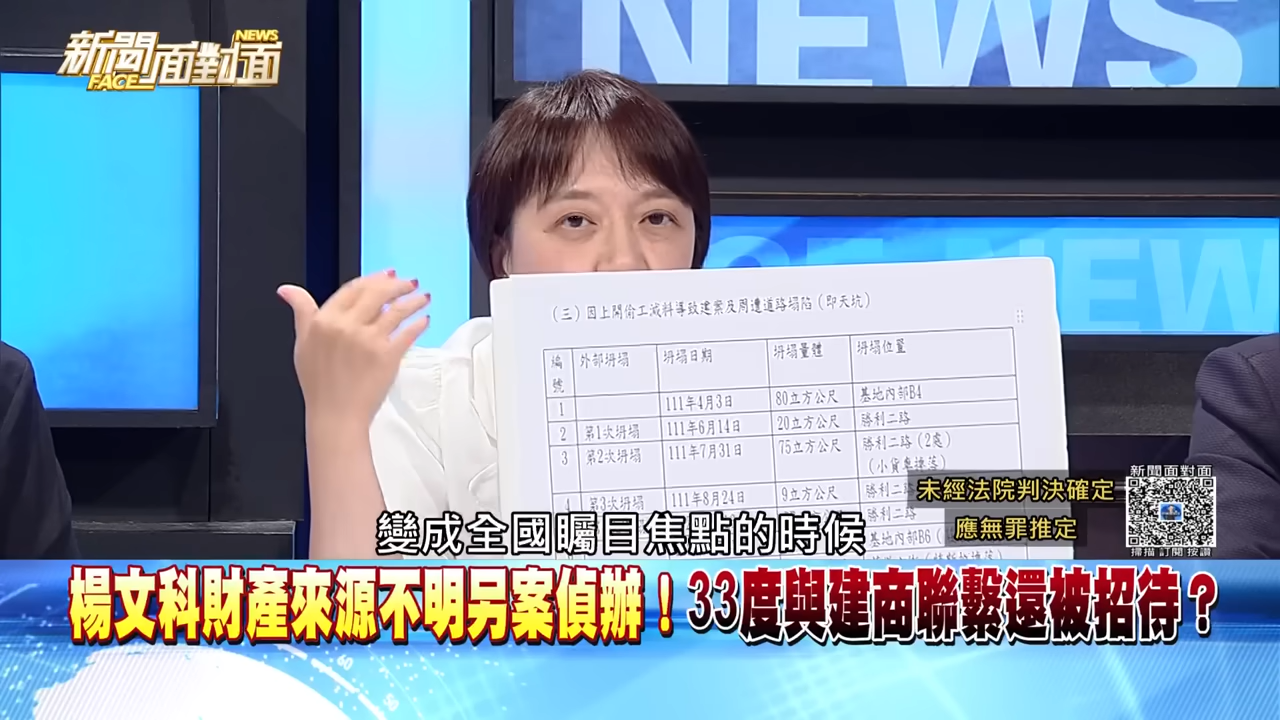 新聞面對面
NEWS
FACE
NEWS
NEWS
（三）因上開偷工減料導致建案及周遭道路塌陷（即天坑）
編號 外部坍塌 坍塌日期 坍塌量體 坍塌位置
1 111年4月3日 80立方公尺 基地內部B4
2 第1次坍塌 111年6月14日 20立方公尺 勝利二路
3 第2次坍塌 111年7月31日 75立方公尺 勝利二路（2處）
4 第3次坍塌 111年8月24日 9立方公尺 勝利二
勝利二路
基地內部B6
新聞面對面
未經法院判決確定
應無罪推定
掃描 訂閱 按讚
變成全國矚目焦點的時候
楊文科財產來源不明另案偵辦！33度與建商聯繫還被招待？